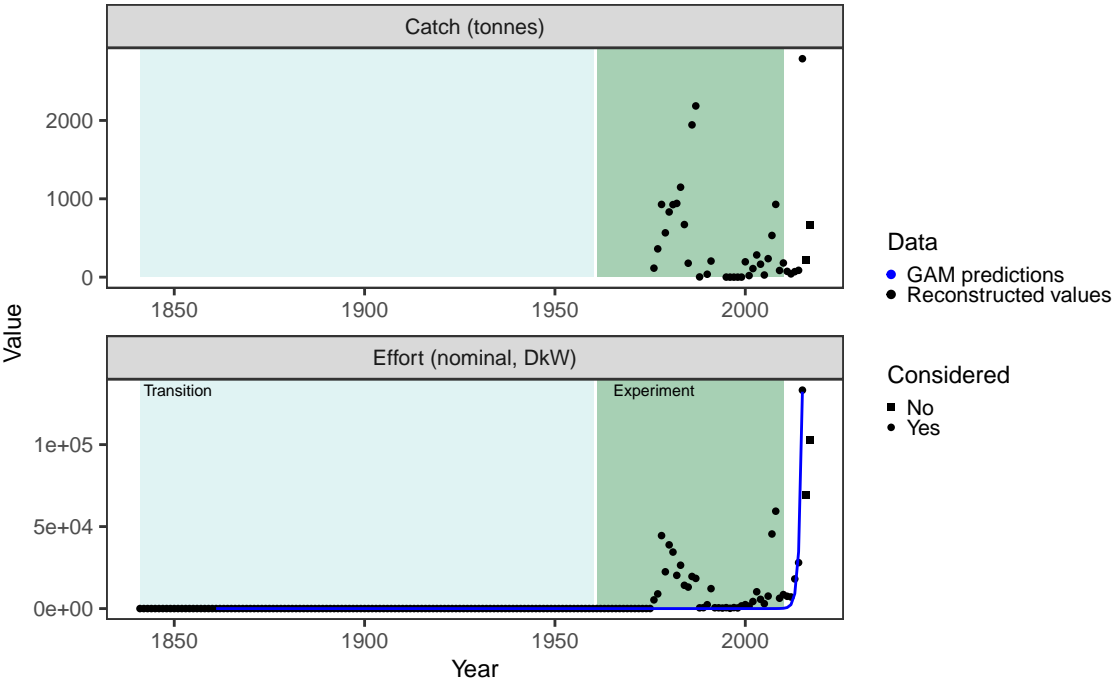 Catch (tonnes)
2000
1000
0
1850 1900 1950 2000
Value
Effort (nominal, DkW)
Transition Experiment
1e+05
5e+04
0e+00
1850 1900 1950 2000
Year
Data
GAM predictions
Reconstructed values
Considered
No
Yes